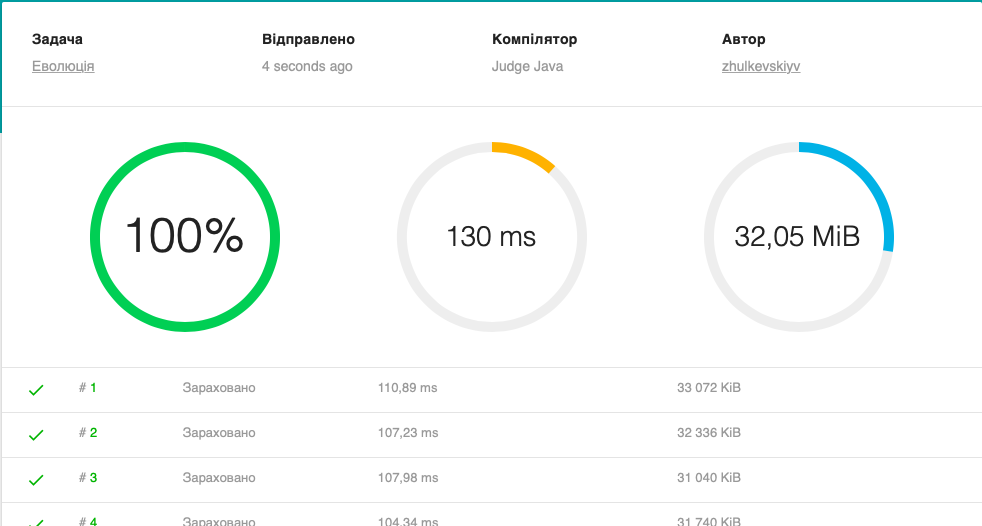 Задача Відправлено Компілятор Автор
Еволюція 4 seconds ago Judge Java zhulkevskiyv
100% 130 ms 32,05 MiB
# 1 Зараховано 110,89 ms 33 072 KiB
# 2 Зараховано 107,23 ms 32 336 KiB
# 3 Зараховано 107,98 ms 31 040 KiB
# 4 Зараховано 104,34 ms 31 740 KiB